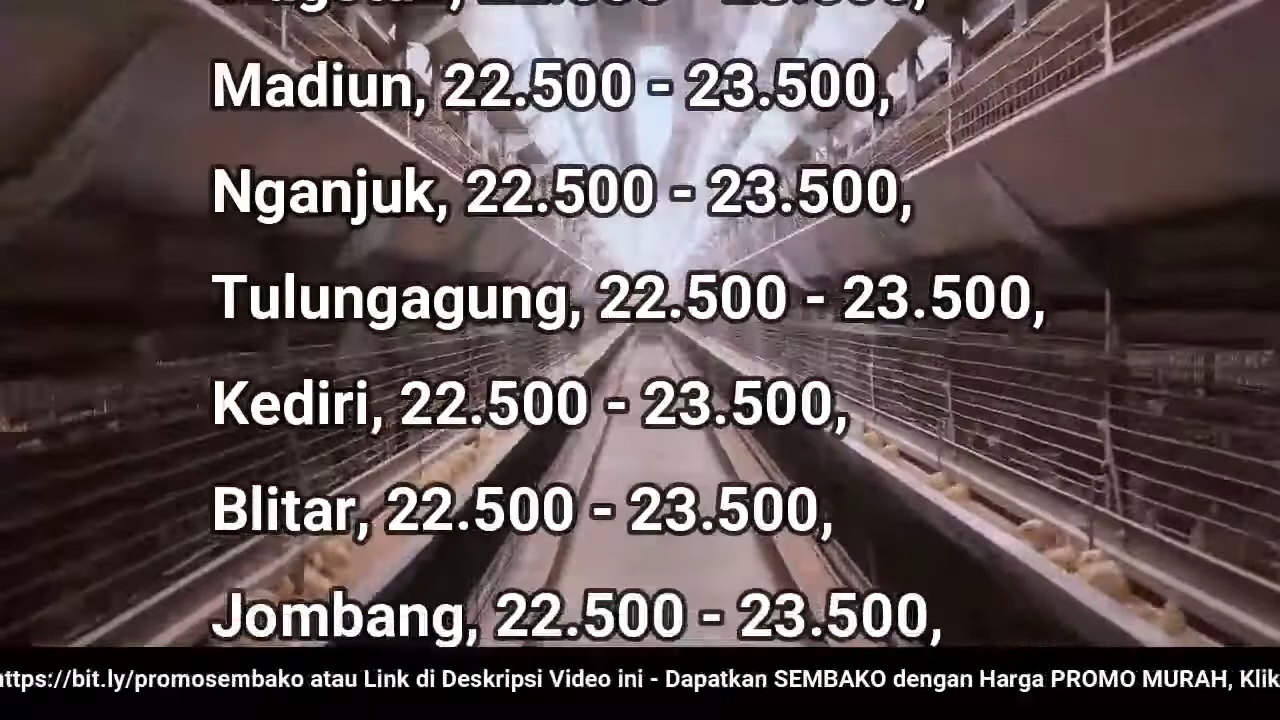 Madiun, 22.500 - 23.500,
Nganjuk, 22.500 - 23.500,
Tulungagung, 22.500 - 23.500,
Kediri, 22.500 - 23.500,
Blitar, 22.500 - 23.500,
Jombang, 22.500 - 23.500,
https://bit.ly/promosembako atau Link di Deskripsi Video ini - Dapatkan SEMBAKO dengan Harga PROMO MURAH, Klik